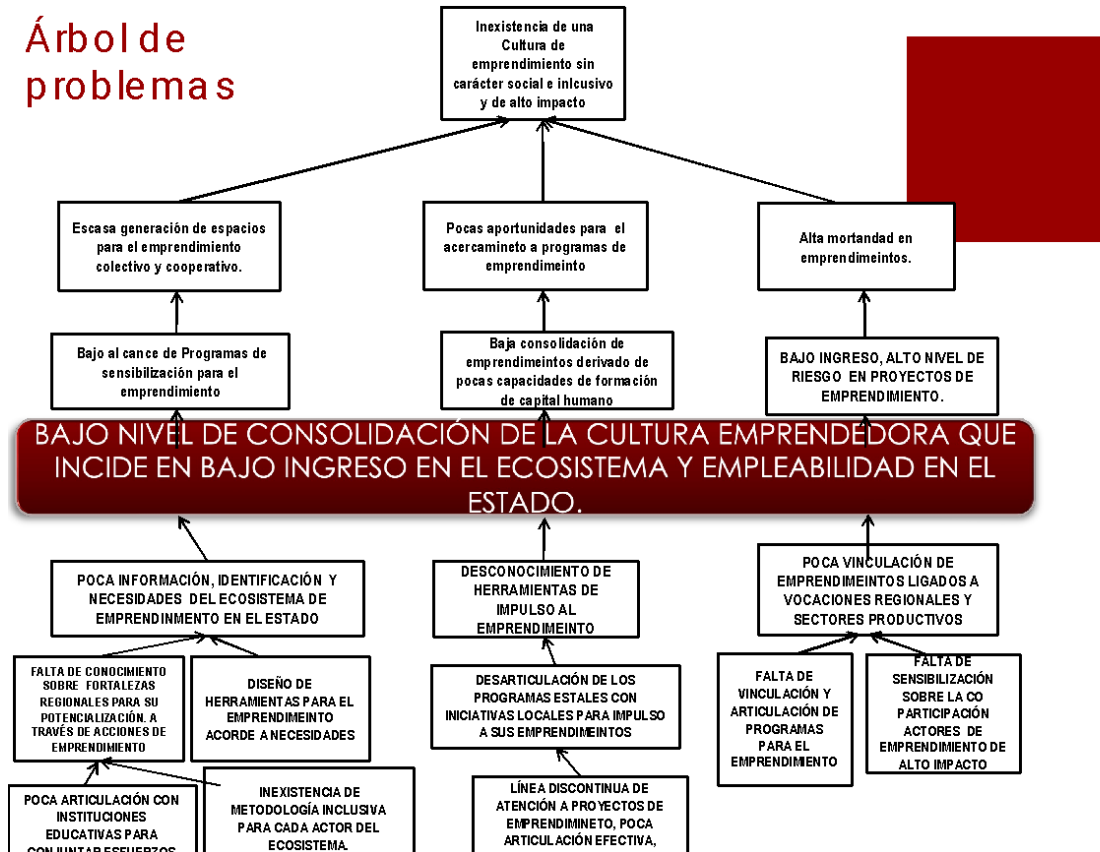 Árbol de
problemas
Inexistencia de una
Cultura de
emprendimiento sin
carácter social e inlcusivo
y de alto impacto
Escasa generación de espacios
para el emprendimiento
colectivo y cooperativo.
Pocas aportunidades para el
acercamineto a programas de
emprendimeinto
Alta mortandad en
emprendimeintos.
Bajo alcance de Programas de
sensibilización para el
emprendimiento
Baja consolidación de
emprendimeintos derivado de
pocas capacidades de formación
de capital humano
BAJO INGRESO, ALTO NIVEL DE
RIESGO EN PROYECTOS DE
EMPRENDIMIENTO.
BAJO NIVEL DE CONSOLIDACIÓN DE LA CULTURA EMPRENDEDORA QUE
INCIDE EN BAJO INGRESO EN EL ECOSISTEMA Y EMPLEABILIDAD EN EL
ESTADO.
POCA INFORMACIÓN, IDENTIFICACIÓN Y
NECESIDADES DEL ECOSISTEMA DE
EMPRENDINMENTO EN EL ESTADO
DESCONOCIMIENTO DE
HERRAMIENTAS DE
IMPULSO AL
EMPRENDIMEINTO
POCA VINCULACIÓN DE
EMPRENDIMEINTOS LIGADOS A
VOCACIONES REGIONALES Y
SECTORES PRODUCTIVOS
FALTA DE CONOCIMIENTO
SOBRE FORTALEZAS
REGIONALES PARA SU
POTENCIALIZACIÓN. A
TRAVÉS DE ACCIONES DE
EMPRENDIMIENTO
DISEÑO DE
HERRAMIENTAS PARA EL
EMPRENDIMEINTO
ACORDE A NECESIDADES
DESARTICULACIÓN DE LOS
PROGRAMAS ESTALES CON
INICIATIVAS LOCALES PARA IMPULSO
A SUS EMPRENDIMEINTOS
FALTA DE
VINCULACIÓN Y
ARTICULACIÓN DE
PROGRAMAS
PARA EL
EMPRENDIMIENTO
FALTA DE
SENSIBILIZACIÓN
SOBRE LA CO
PARTICIPACIÓN
ACTORES DE
EMPRENDIMIENTO DE
ALTO IMPACTO
POCA ARTICULACIÓN CON
INSTITUCIONES
EDUCATIVAS PARA
CONJUNTAR ESFUERZOS
INEXISTENCIA DE
METODOLOGÍA INCLUSIVA
PARA CADA ACTOR DEL
ECOSISTEMA.
LÍNEA DISCONTINUA DE
ATENCIÓN A PROYECTOS DE
EMPRENDIMINETO, POCA
ARTICULACIÓN EFECTIVA,